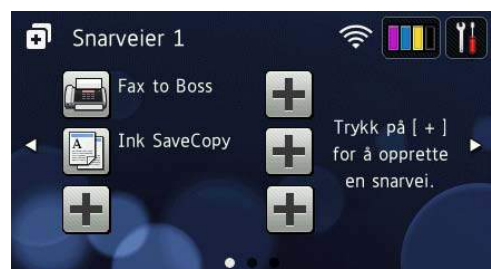 Snarveier 1
Fax to Boss
Ink SaveCopy
A
Trykk på [ + ]
for å opprette
en snarvei.